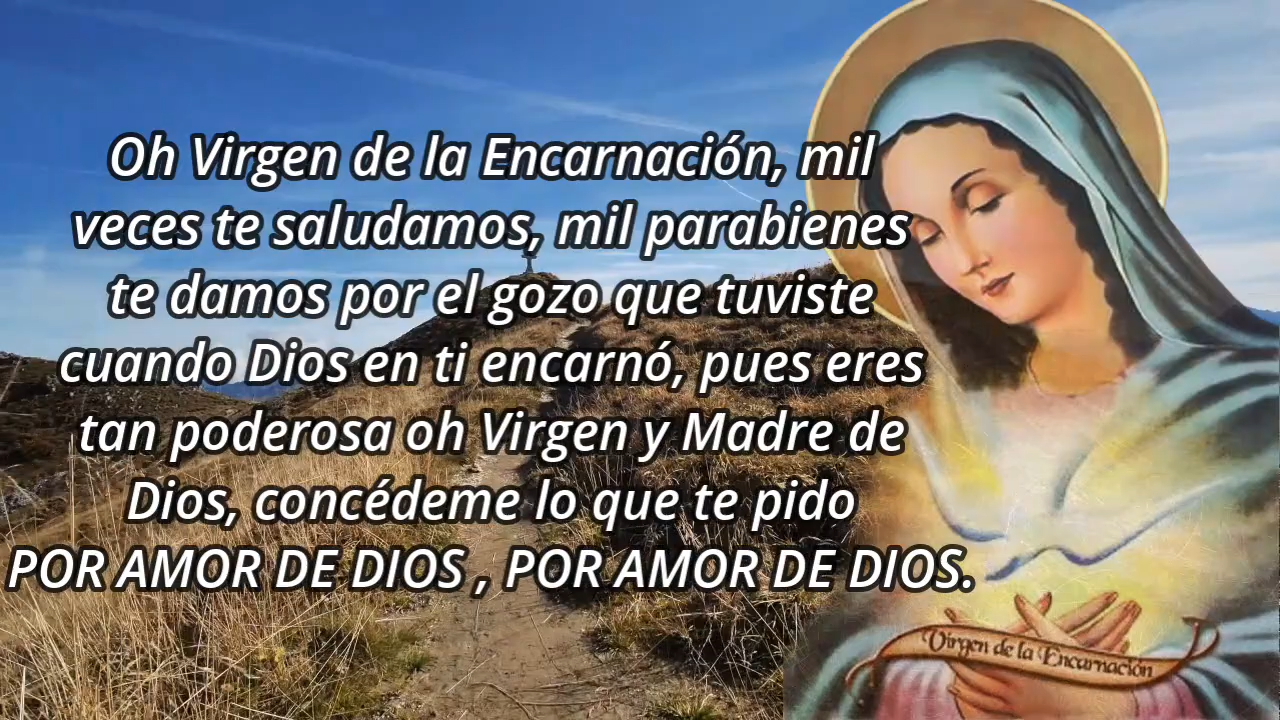 Oh Virgen de la Encarnación, mil
veces te saludamos, mil parabienes
te damos por el gozo que tuviste
cuando Dios en ti encarnó, pues eres
tan poderosa oh Virgen y Madre de
Dios, concédeme lo que te pido
POR AMOR DE DIOS , POR AMOR DE DIOS.
Virgen de la Encarnación